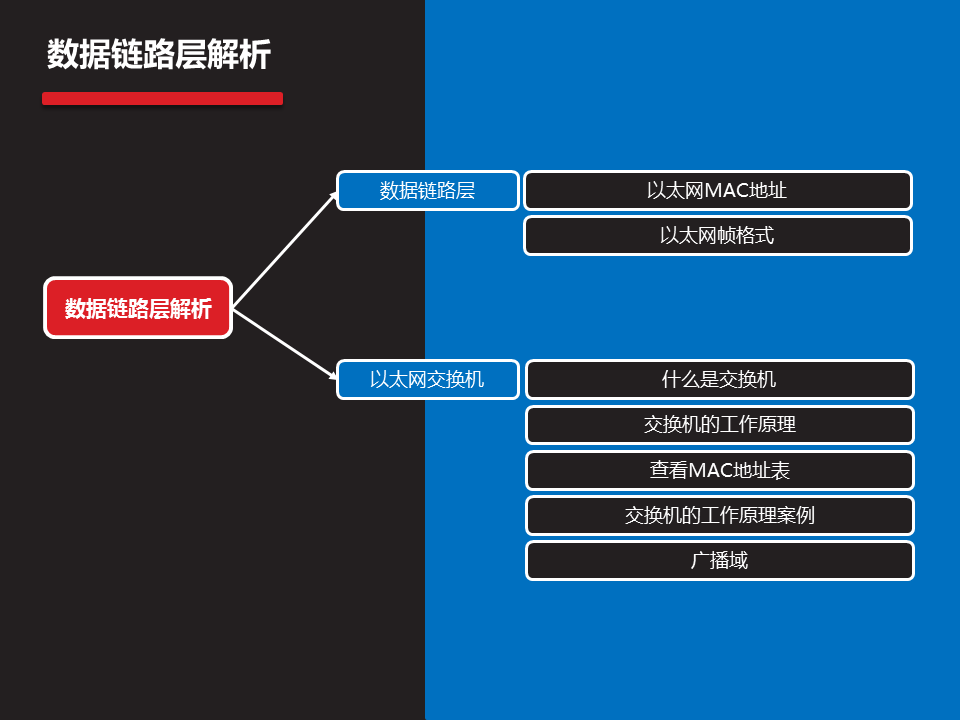 数据链路层解析
数据链路层解析
数据链路层
以太网MAC地址
以太网帧格式
以太网交换机
什么是交换机
交换机的工作原理
查看MAC地址表
交换机的工作原理案例
广播域